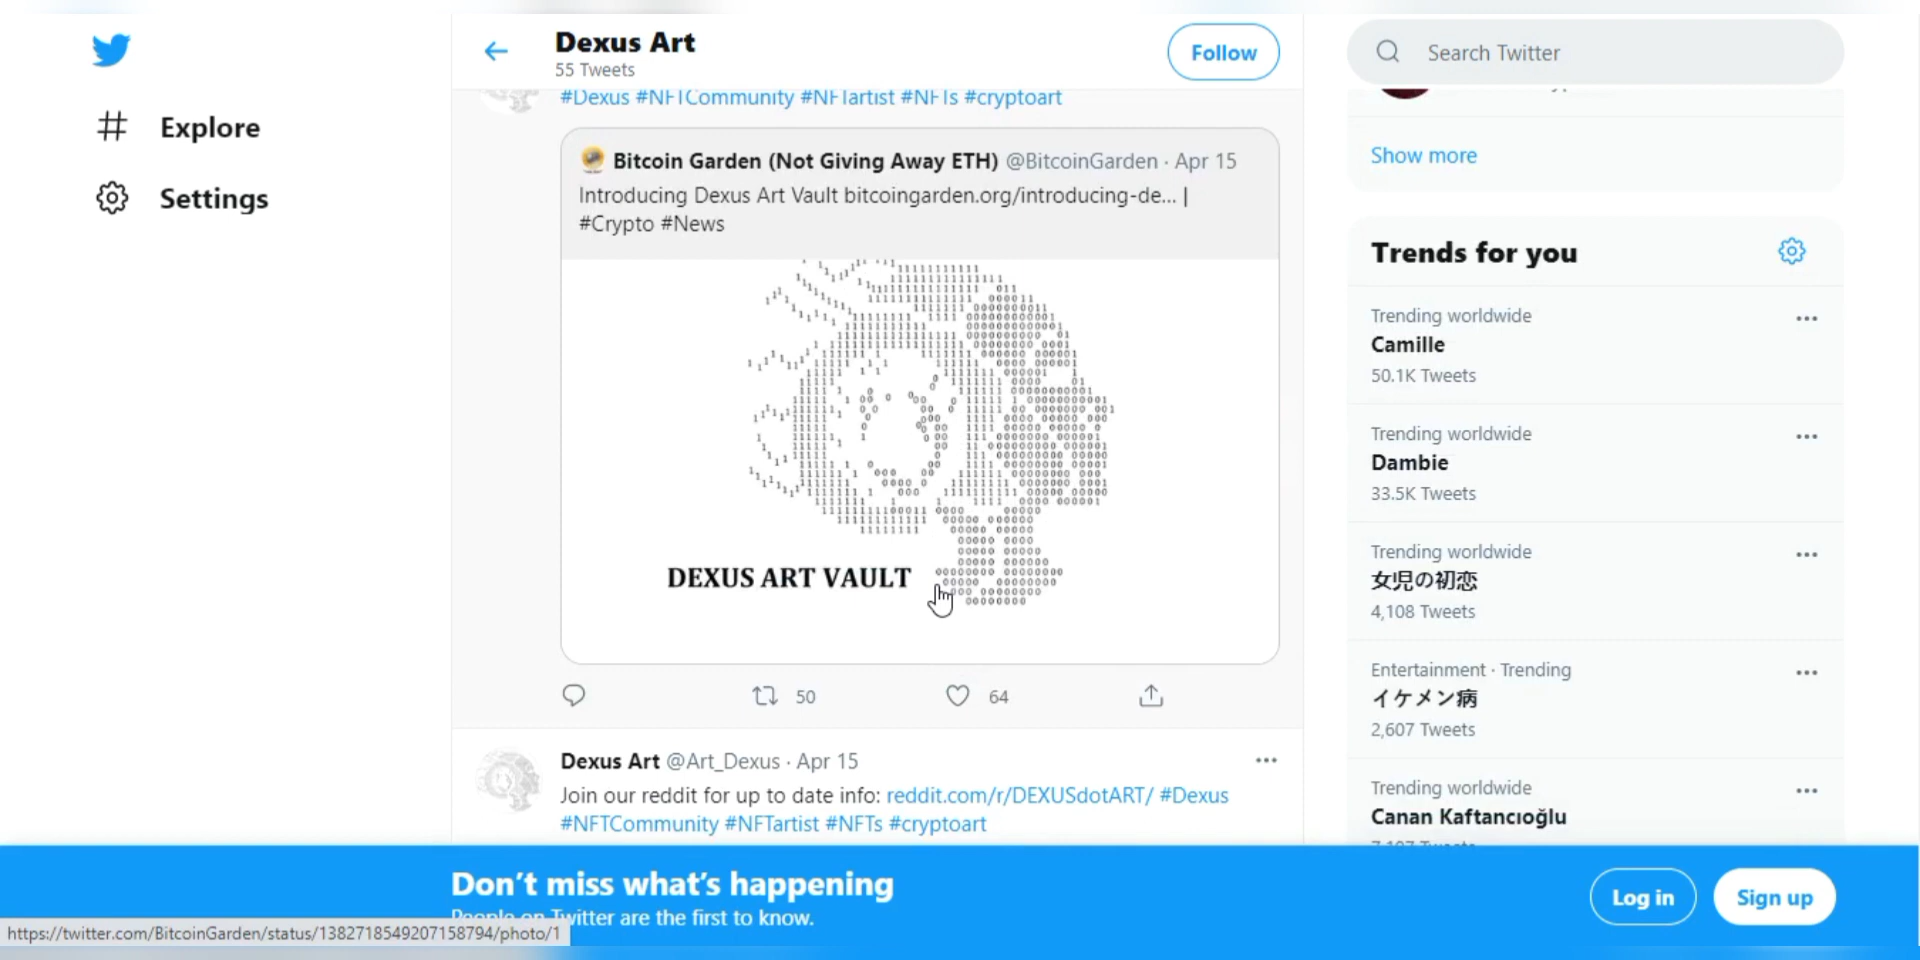 Explore
Settings
Dexus Art
55 Tweets
Follow
#Dexus #NFTCommunity #NFTartist #NFTs #cryptoart
Bitcoin Garden (Not Giving Away ETH) @BitcoinGarden · Apr 15
Introducing Dexus Art Vault bitcoingarden.org/introducing-de... |
#Crypto #News
DEXUS ART VAULT
50
64
Dexus Art @Art_Dexus · Apr 15
Join our reddit for up to date info: reddit.com/r/DEXUSdotART/ #Dexus
#NFTCommunity #NFTartist #NFTs #cryptoart
Search Twitter
Show more
Trends for you
Trending worldwide
Camille
50.1K Tweets
Trending worldwide
Dambie
33.5K Tweets
Trending worldwide
女児の初恋
4,108 Tweets
Entertainment · Trending
イケメン病
2,607 Tweets
Trending worldwide
Canan Kaftancıoğlu
Don't miss what's happening
People on Twitter are the first to know.
Log in
Sign up
https://twitter.com/BitcoinGarden/status/1382718549207158794/photo/1